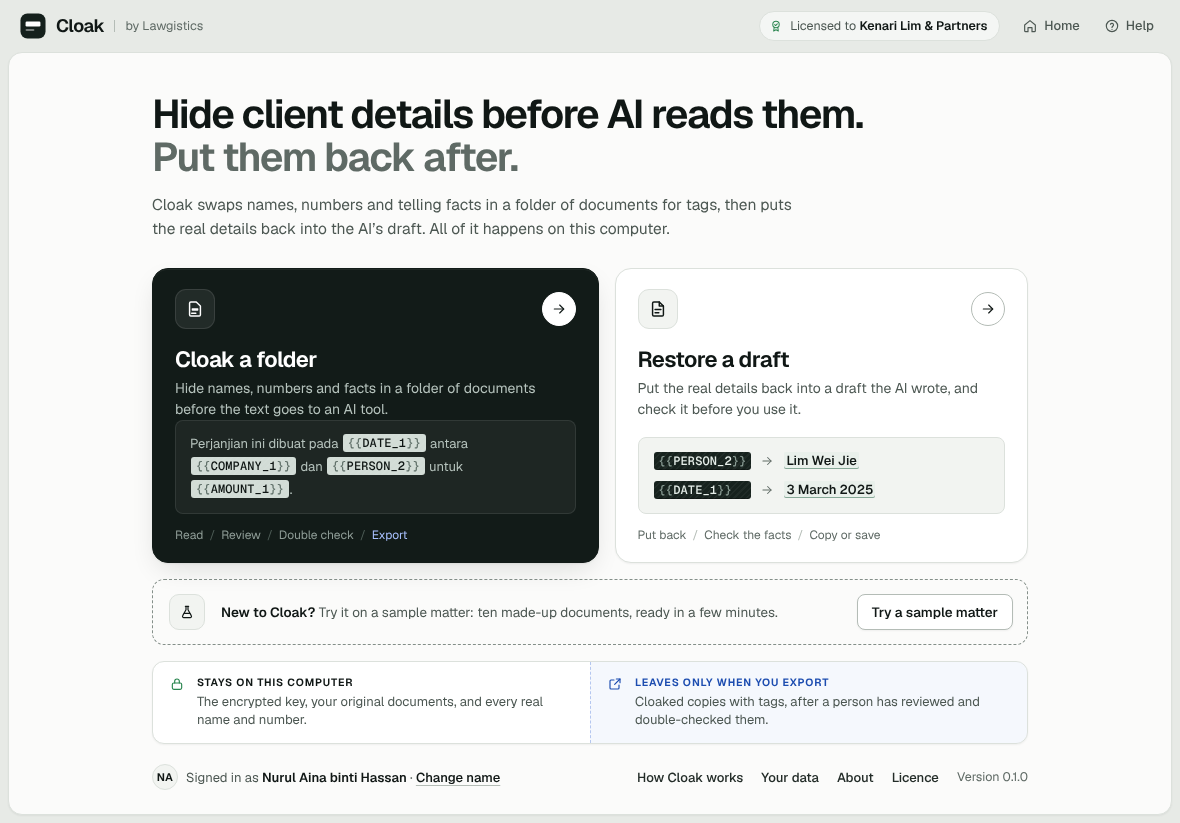 Cloak | by Lawgistics
Licensed to Kenari Lim & Partners
Home
Help
Hide client details before AI reads them.
Put them back after.
Cloak swaps names, numbers and telling facts in a folder of documents for tags, then puts
the real details back into the AI’s draft. All of it happens on this computer.
Cloak a folder
Hide names, numbers and facts in a folder of documents
before the text goes to an AI tool.
Perjanjian ini dibuat pada {{DATE_1}} antara
{{COMPANY_1}} dan {{PERSON_2}} untuk
{{AMOUNT_1}}.
Read / Review / Double check / Export
Restore a draft
Put the real details back into a draft the AI wrote, and
check it before you use it.
{{PERSON_2}} → Lim Wei Jie
{{DATE_1}} → 3 March 2025
Put back / Check the facts / Copy or save
New to Cloak? Try it on a sample matter: ten made-up documents, ready in a few minutes.
Try a sample matter
STAYS ON THIS COMPUTER
The encrypted key, your original documents, and every real
name and number.
LEAVES ONLY WHEN YOU EXPORT
Cloaked copies with tags, after a person has reviewed and
double-checked them.
NA
Signed in as Nurul Aina binti Hassan · Change name
How Cloak works
Your data
About
Licence
Version 0.1.0